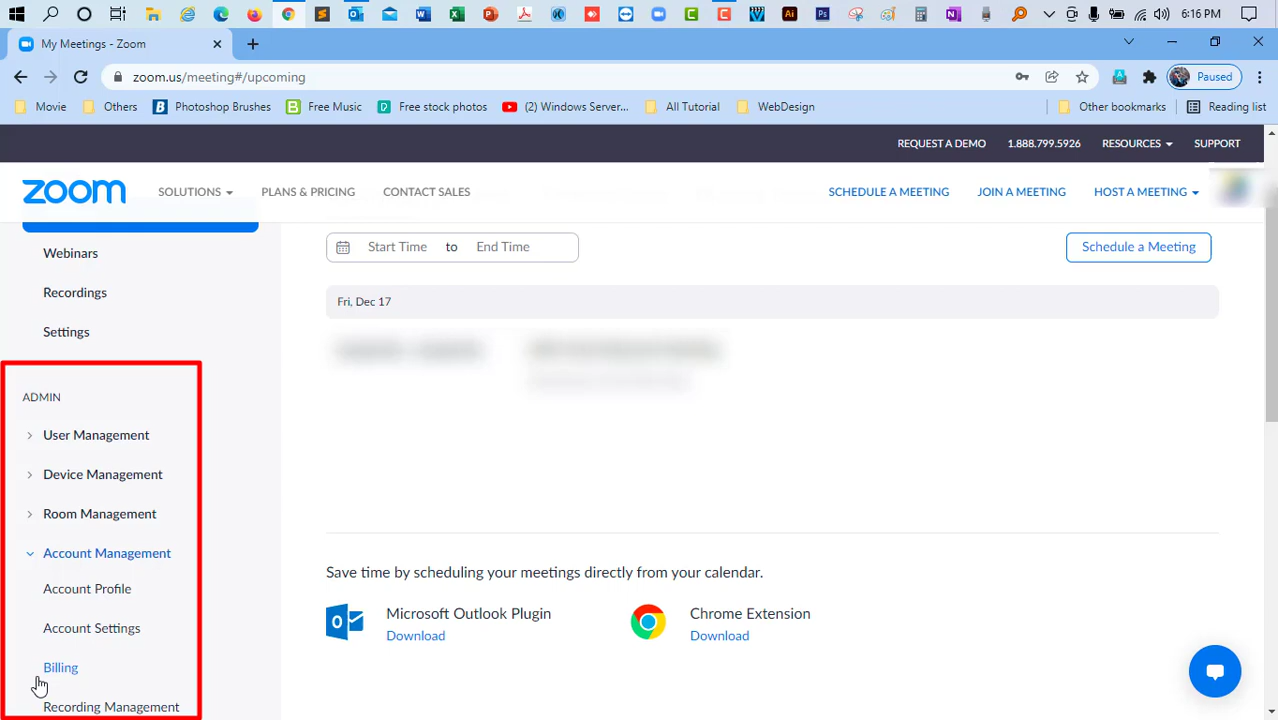 6:16 PM
My Meetings - Zoom
zoom.us/meeting#/upcoming
Paused
Movie Others Photoshop Brushes Free Music Free stock photos (2) Windows Server... All Tutorial WebDesign Other bookmarks Reading list
REQUEST A DEMO 1.888.799.5926 RESOURCES SUPPORT
zoom SOLUTIONS PLANS & PRICING CONTACT SALES SCHEDULE A MEETING JOIN A MEETING HOST A MEETING
Webinars
Recordings
Settings
ADMIN
User Management
Device Management
Room Management
Account Management
Account Profile
Account Settings
Billing
Recording Management
Start Time to End Time
Schedule a Meeting
Fri, Dec 17
Save time by scheduling your meetings directly from your calendar.
Microsoft Outlook Plugin
Download
Chrome Extension
Download